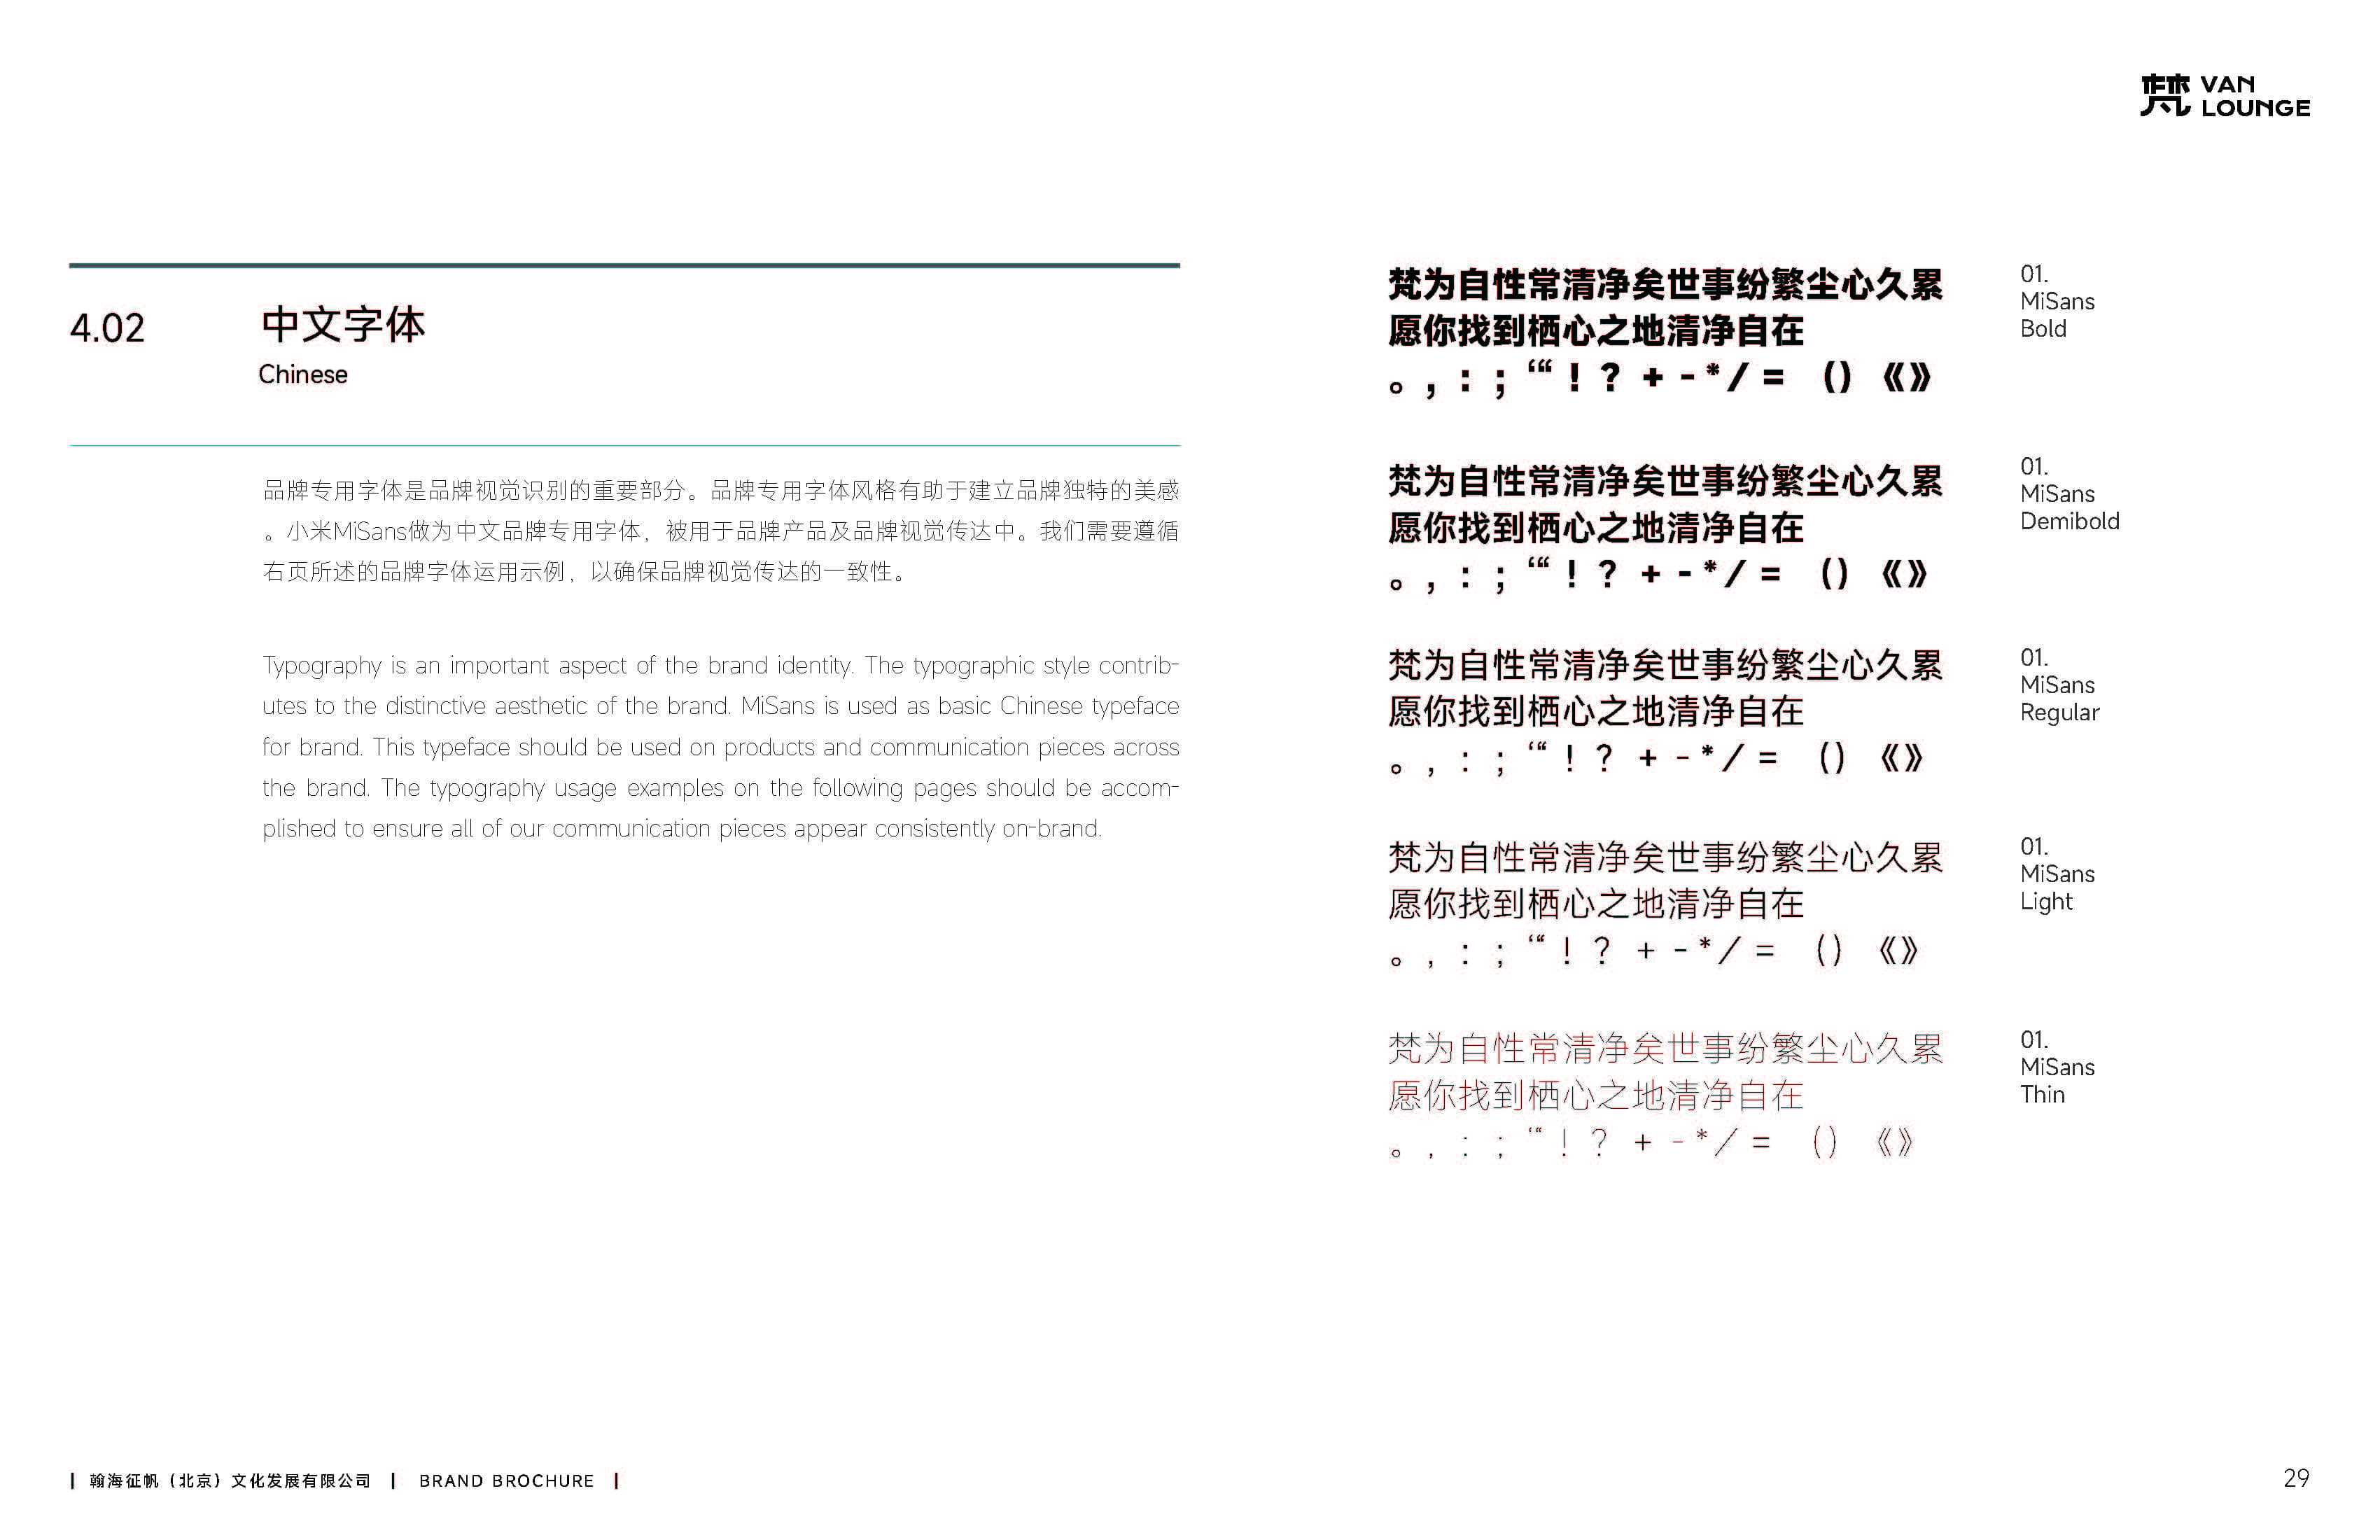 梵 VAN
LOUNGE
4.02
中文字体
Chinese
品牌专用字体是品牌视觉识别的重要部分。品牌专用字体风格有助于建立品牌独特的美感
。小米MiSans做为中文品牌专用字体，被用于品牌产品及品牌视觉传达中。我们需要遵循
右页所述的品牌字体运用示例，以确保品牌视觉传达的一致性。
Typography is an important aspect of the brand identity. The typographic style contrib-
utes to the distinctive aesthetic of the brand. MiSans is used as basic Chinese typeface
for brand. This typeface should be used on products and communication pieces across
the brand. The typography usage examples on the following pages should be accom-
plished to ensure all of our communication pieces appear consistently on-brand.
梵为自性常清净矣世事纷繁尘心久累
愿你找到栖心之地清净自在
。，：；‘“！？+-*/=（）《》
01.
MiSans
Bold
梵为自性常清净矣世事纷繁尘心久累
愿你找到栖心之地清净自在
。，：；‘“！？+-*/=（）《》
01.
MiSans
Demibold
梵为自性常清净矣世事纷繁尘心久累
愿你找到栖心之地清净自在
。，：；‘“！？+-*/=（）《》
01.
MiSans
Regular
梵为自性常清净矣世事纷繁尘心久累
愿你找到栖心之地清净自在
。，：；‘“！？+-*/=（）《》
01.
MiSans
Light
梵为自性常清净矣世事纷繁尘心久累
愿你找到栖心之地清净自在
。，：；‘“！？+-*/=（）《》
01.
MiSans
Thin
| 翰海征帆（北京）文化发展有限公司 | BRAND BROCHURE |
29